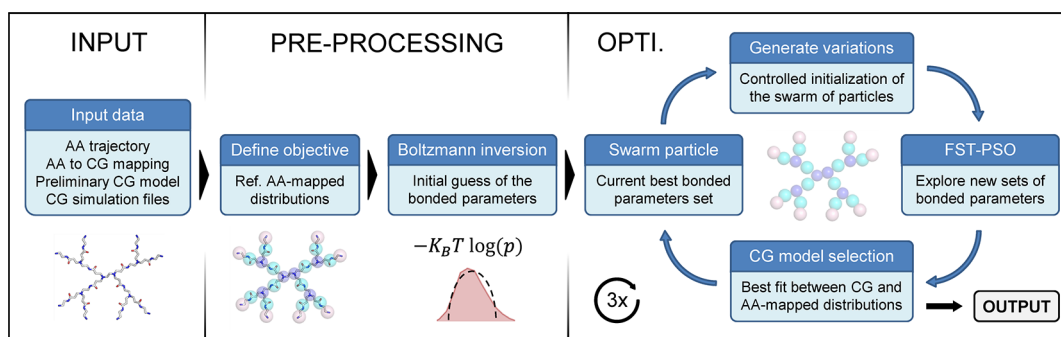 INPUT
PRE-PROCESSING
OPTI.
Input data
AA trajectory
AA to CG mapping
Preliminary CG model
CG simulation files
Define objective
Ref. AA-mapped
distributions
Boltzmann inversion
Initial guess of the
bonded parameters
−K_BT log(p)
Swarm particle
Current best bonded
parameters set
Generate variations
Controlled initialization of
the swarm of particles
FST-PSO
Explore new sets of
bonded parameters
CG model selection
Best fit between CG and
AA-mapped distributions
3x
OUTPUT